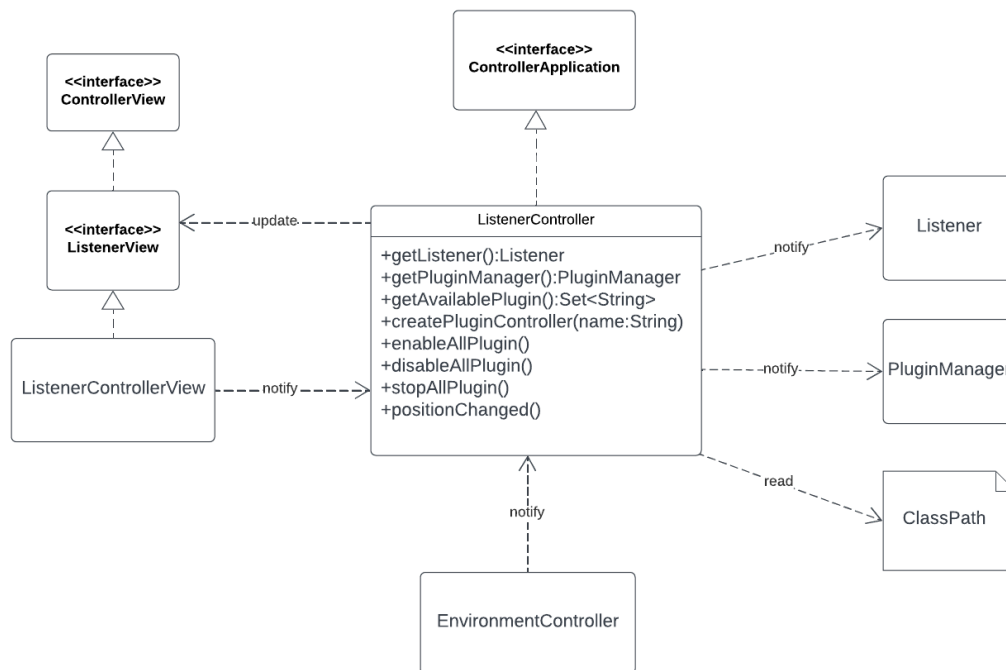 <<interface>>
ControllerApplication
<<interface>>
ControllerView
<<interface>>
ListenerView
update
ListenerController
+getListener():Listener
+getPluginManager():PluginManager
+getAvailablePlugin():Set<String>
+createPluginController(name:String)
+enableAllPlugin()
+disableAllPlugin()
+stopAllPlugin()
+positionChanged()
notify
Listener
notify
PluginManager
ListenerControllerView
notify
read
ClassPath
notify
EnvironmentController